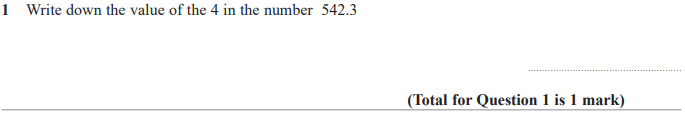 1 Write down the value of the 4 in the number 542.3
(Total for Question 1 is 1 mark)